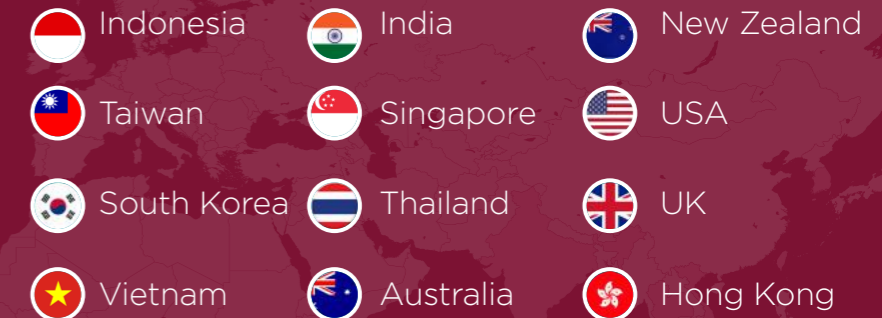 Indonesia
India
New Zealand
Taiwan
Singapore
USA
South Korea
Thailand
UK
Vietnam
Australia
Hong Kong